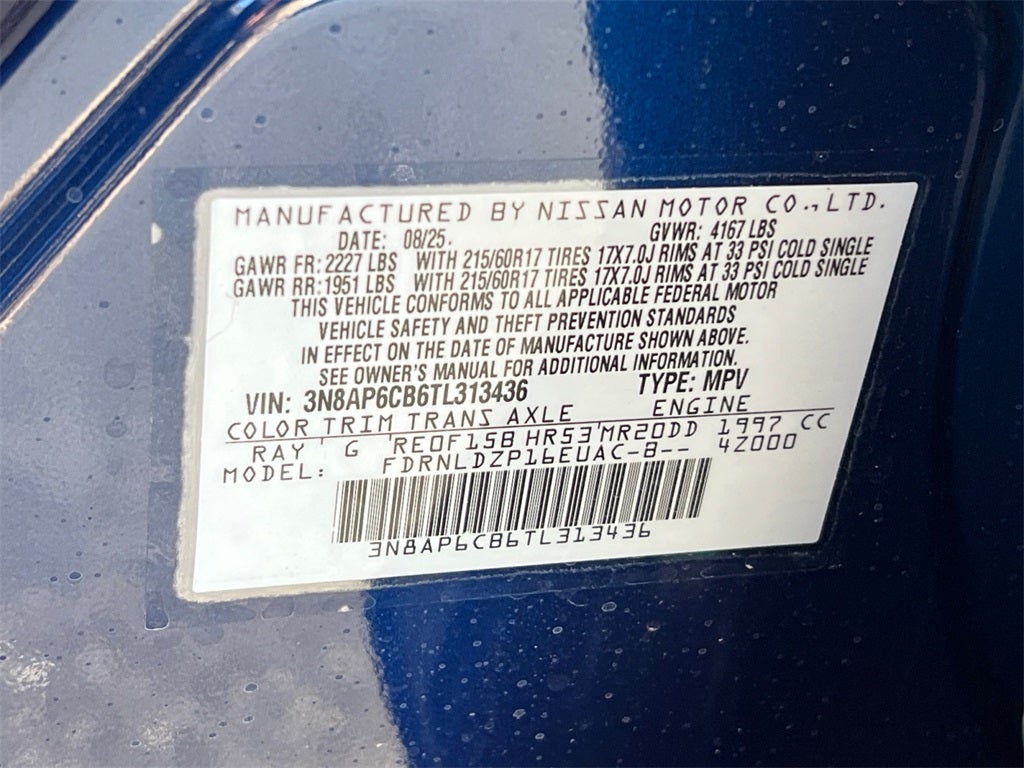 MANUFACTURED BY NISSAN MOTOR CO., LTD.
DATE: 08/25. GVWR: 4167 LBS
GAWR FR: 2227 LBS WITH 215/60R17 TIRES 17X7.0J RIMS AT 33 PSI COLD SINGLE
GAWR RR: 1951 LBS WITH 215/60R17 TIRES 17X7.0J RIMS AT 33 PSI COLD SINGLE
THIS VEHICLE CONFORMS TO ALL APPLICABLE FEDERAL MOTOR
VEHICLE SAFETY AND THEFT PREVENTION STANDARDS
IN EFFECT ON THE DATE OF MANUFACTURE SHOWN ABOVE.
SEE OWNER'S MANUAL FOR ADDITIONAL INFORMATION.
VIN: 3N8AP6CB6TL313436 TYPE: MPV
COLOR TRIM TRANS AXLE ENGINE
RAY G RE0F15B HR53 MR20DD 1997 CC
MODEL: FDRNLDZP16EUAC-B-- 4Z000
3N8AP6CB6TL313436